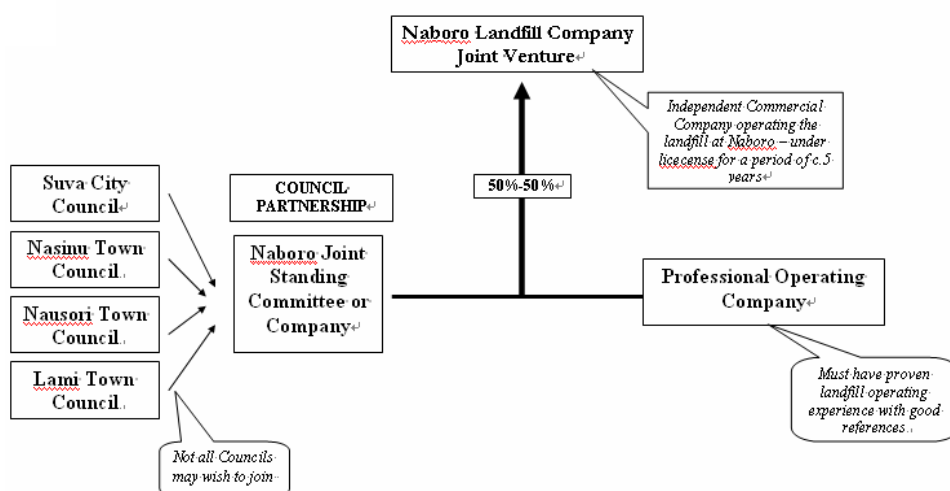 Naboro Landfill Company
Joint Venture
Independent Commercial
Company operating the
landfill at Naboro – under
licecense for a period of c.5
years
Suva City
Council
COUNCIL
PARTNERSHIP
50%-50%
Nasinu Town
Council
Naboro Joint
Standing
Committee or
Company
Professional Operating
Company
Nausori Town
Council
Lami Town
Council
Must have proven
landfill operating
experience with good
references.
Not all Councils
may wish to join